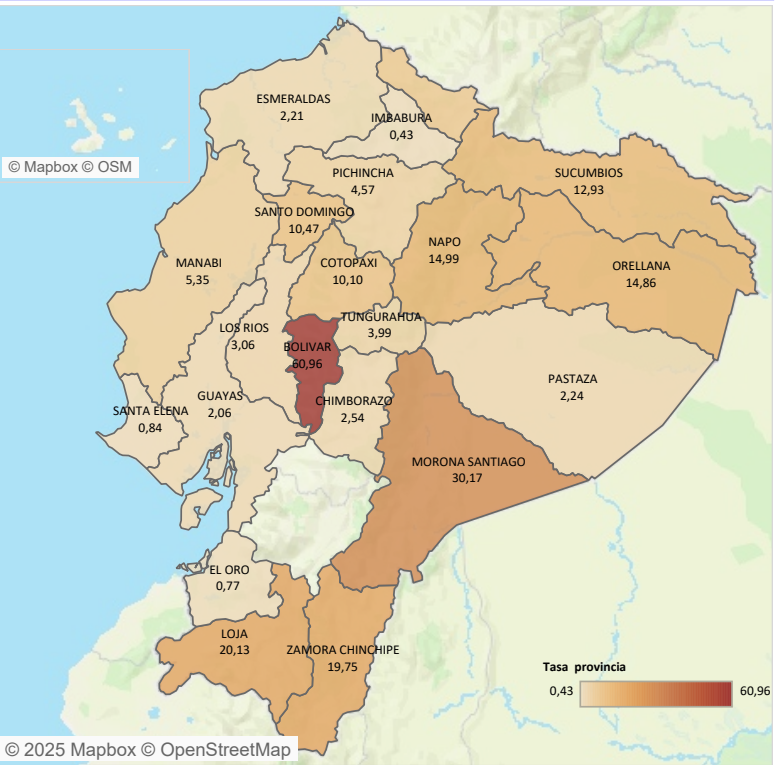 ESMERALDAS
2,21
IMBABURA
0,43
© Mapbox © OSM
PICHINCHA
4,57
SUCUMBIOS
12,93
SANTO DOMINGO
10,47
NAPO
14,99
MANABI
5,35
COTOPAXI
10,10
ORELLANA
14,86
TUNGURAHUA
3,99
LOS RIOS
3,06
BOLIVAR
60,96
PASTAZA
2,24
GUAYAS
2,06
CHIMBORAZO
2,54
SANTA ELENA
0,84
MORONA SANTIAGO
30,17
EL ORO
0,77
LOJA
20,13
ZAMORA CHINCHIPE
19,75
Tasa provincia
0,43 60,96
© 2025 Mapbox © OpenStreetMap